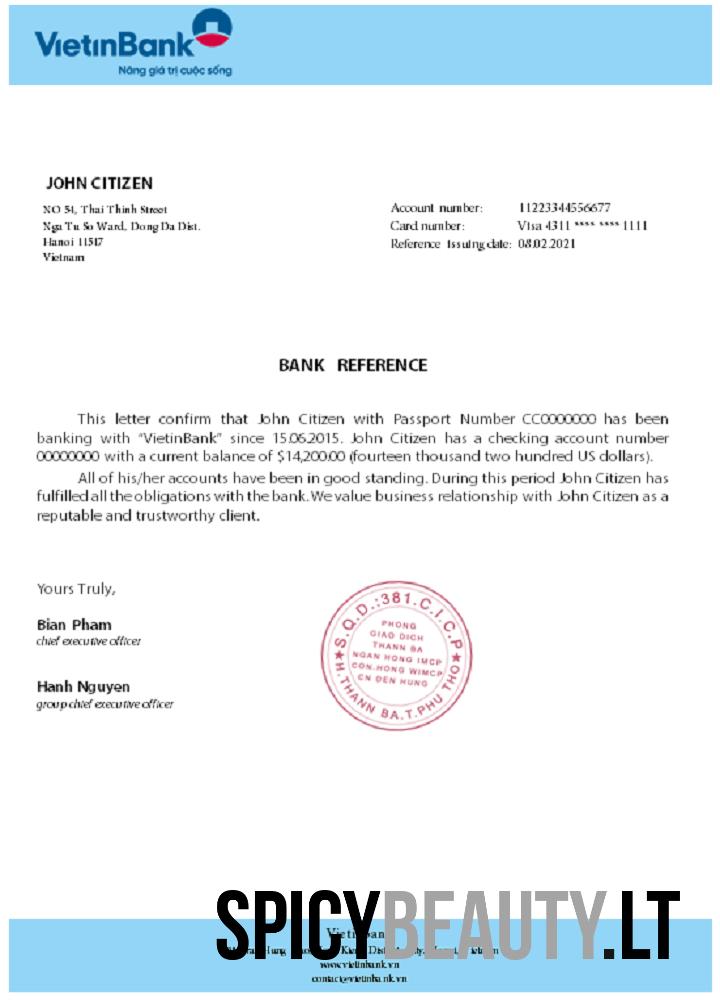 VietinBank
Nâng giá trị cuộc sống
JOHN CITIZEN
NO 54, Thai Thinh Street
Nga Tu So Ward, Dong Da Dist.
Hanoi 11517
Vietnam
Account number: 11223344556677
Card number: Visa 4311 **** **** 1111
Reference Issuing date: 08.02.2021
BANK REFERENCE
This letter confirm that John Citizen with Passport Number CC0000000 has been
banking with “VietinBank” since 15.06.2015. John Citizen has a checking account number
00000000 with a current balance of $14,200.00 (fourteen thousand two hundred US dollars).
All of his/her accounts have been in good standing. During this period John Citizen has
fulfilled all the obligations with the bank. We value business relationship with John Citizen as a
reputable and trustworthy client.
Yours Truly,
Bian Pham
chief executive officer
Hanh Nguyen
group chief executive officer
S.Q.D.:381.C.I.C.P
PHONG
GIAO DICH
THANH BA
NGAN HONG IMCP
CON.HONG WIMCP
CN DEN HUNG
H.THANN BA.T.PHU THO
SPICYBEAUTY.LT
www.vietinbank.vn
contact@vietinbank.vn